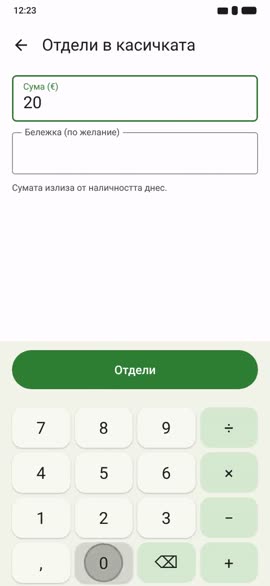 12:23
← Отдели в касичката
Сума (€)
20
Бележка (по желание)
Сумата излиза от наличността днес.
Отдели
7 8 9 ÷
4 5 6 ×
1 2 3 −
, 0 ⌫ +